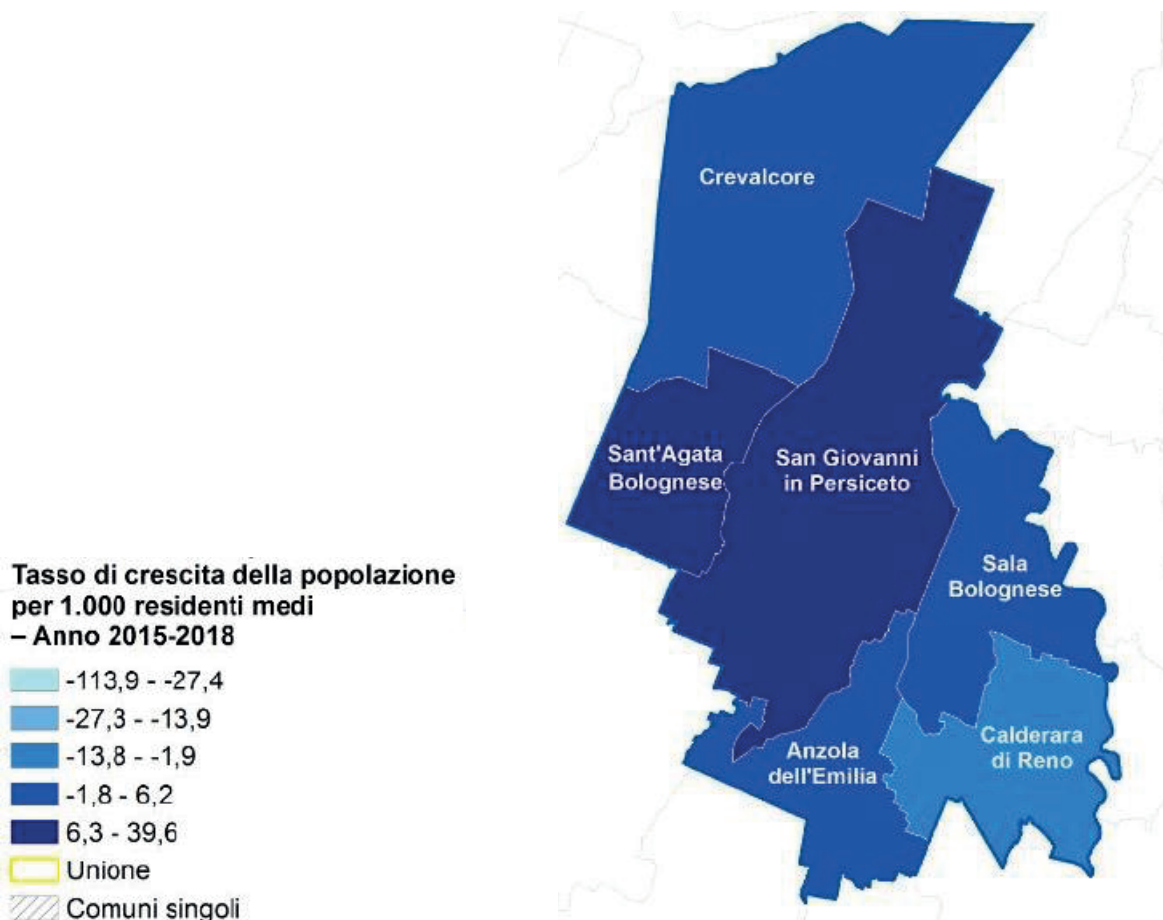 Crevalcore
Sant'Agata
Bolognese
San Giovanni
in Persiceto
Sala
Bolognese
Anzola
dell'Emilia
Calderara
di Reno
Tasso di crescita della popolazione
per 1.000 residenti medi
– Anno 2015-2018
-113,9 - -27,4
-27,3 - -13,9
-13,8 - -1,9
-1,8 - 6,2
6,3 - 39,6
Unione
Comuni singoli